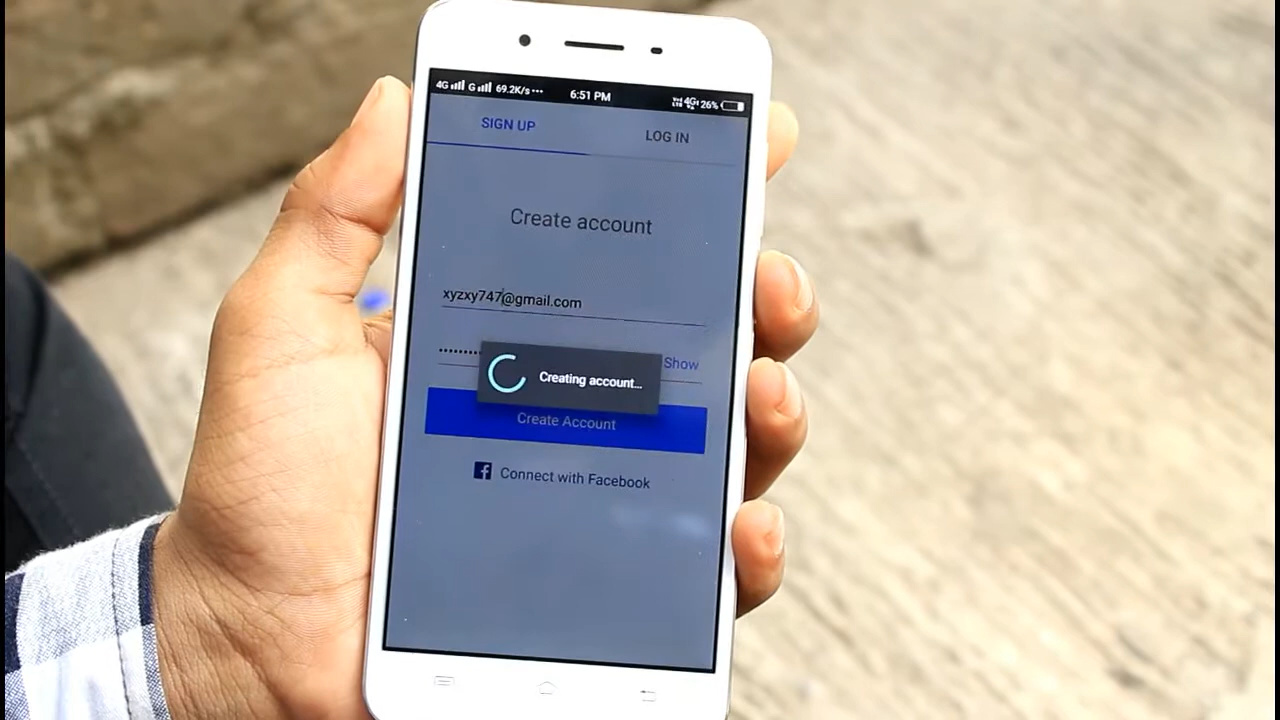 4G G 69.2K/s ••• 6:51 PM 4G 26%
SIGN UP LOG IN
Create account
xyzxy747@gmail.com
•••••••••• Show
Creating account...
Create Account
f Connect with Facebook